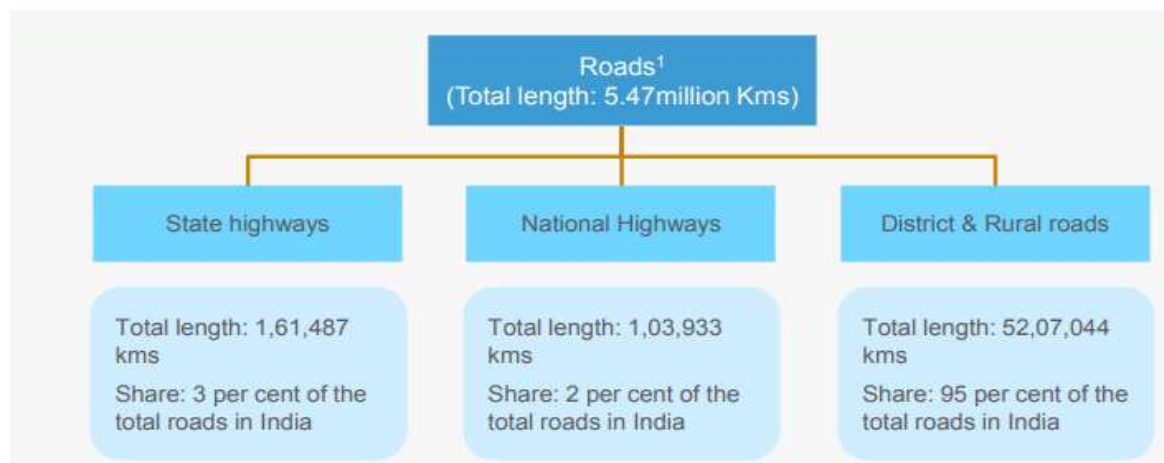 Roads¹
(Total length: 5.47million Kms)
State highways
National Highways
District & Rural roads
Total length: 1,61,487
kms
Share: 3 per cent of the
total roads in India
Total length: 1,03,933
kms
Share: 2 per cent of the
total roads in India
Total length: 52,07,044
kms
Share: 95 per cent of the
total roads in India